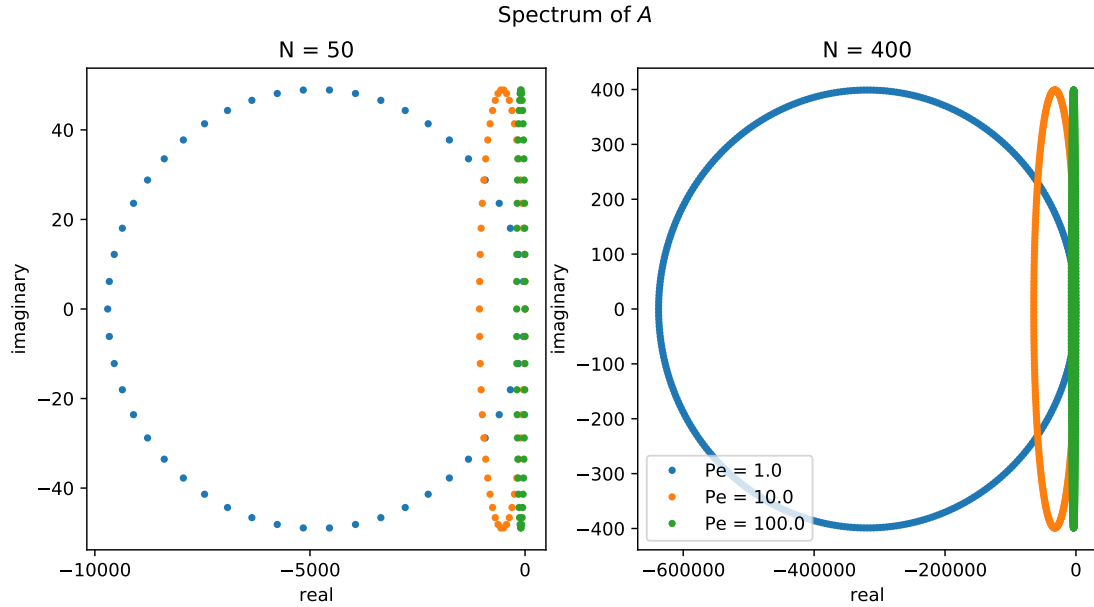 Spectrum of A
N = 50
N = 400
imaginary
40
20
0
−20
−40
−10000
−5000
0
real
imaginary
400
300
200
100
0
−100
−200
−300
−400
Pe = 1.0
Pe = 10.0
Pe = 100.0
−600000
−400000
−200000
0
real